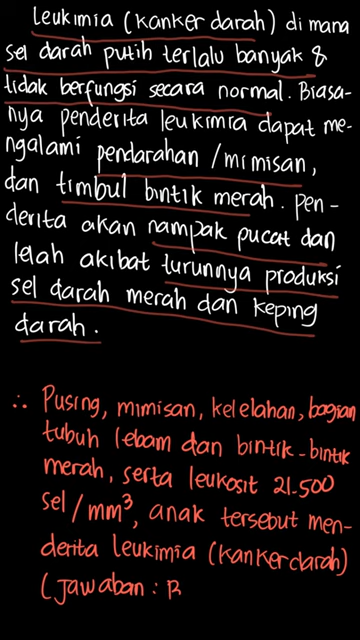 Leukimia (kanker darah) di mana
sel darah putih terlalu banyak &
tidak berfungsi secara normal. Biasa-
nya penderita leukimia dapat me-
ngalami pendarahan / mimisan,
dan timbul bintik merah. Pen-
derita akan nampak pucat dan
lelah akibat turunnya produksi
sel darah merah dan keping
darah.
∴ Pusing, mimisan, kelelahan, bagian
tubuh lebam dan bintik-bintik
merah, serta leukosit 21.500
sel/mm³, anak tersebut men-
derita leukimia (kanker darah)
(Jawaban : B